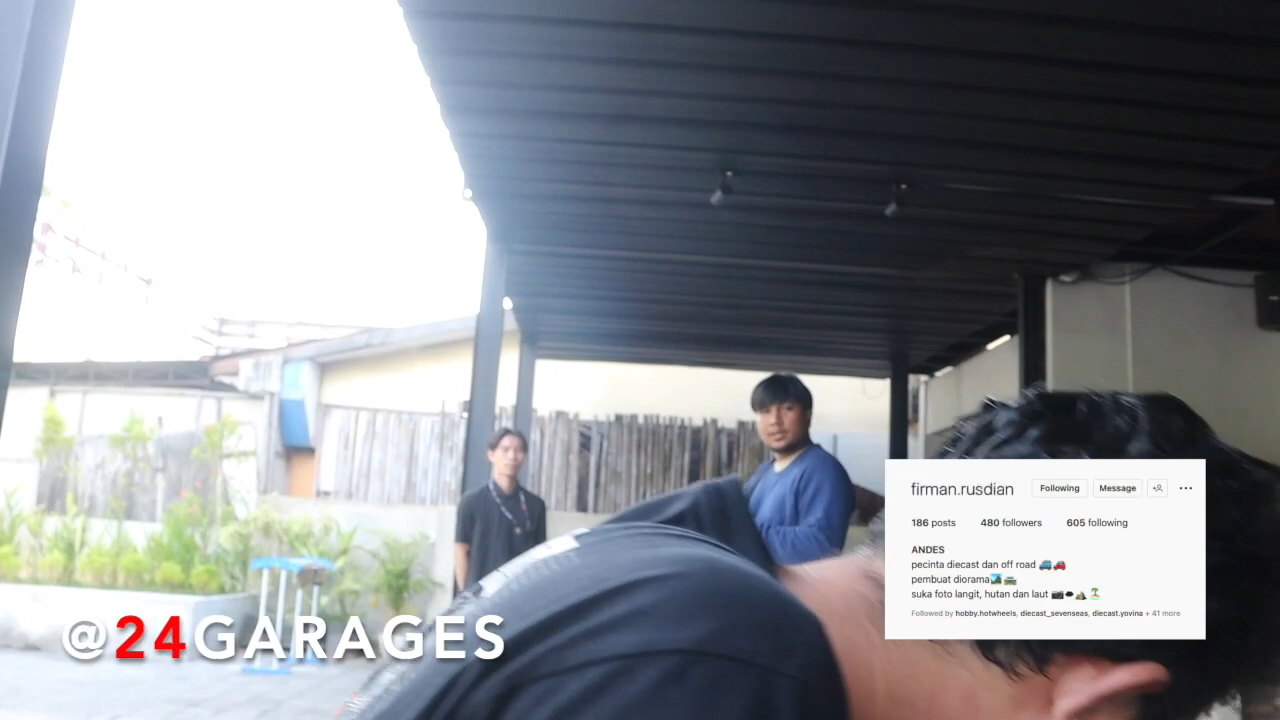 firman.rusdian Following Message
186 posts 480 followers 605 following
ANDES
pecinta diecast dan off road 🚙🚗
pembuat diorama🏞️🚘
suka foto langit, hutan dan laut 📷🌥️⛰️🏝️
Followed by hobby.hotwheels, diecast_sevenseas, diecast.yovina + 41 more
@24GARAGES